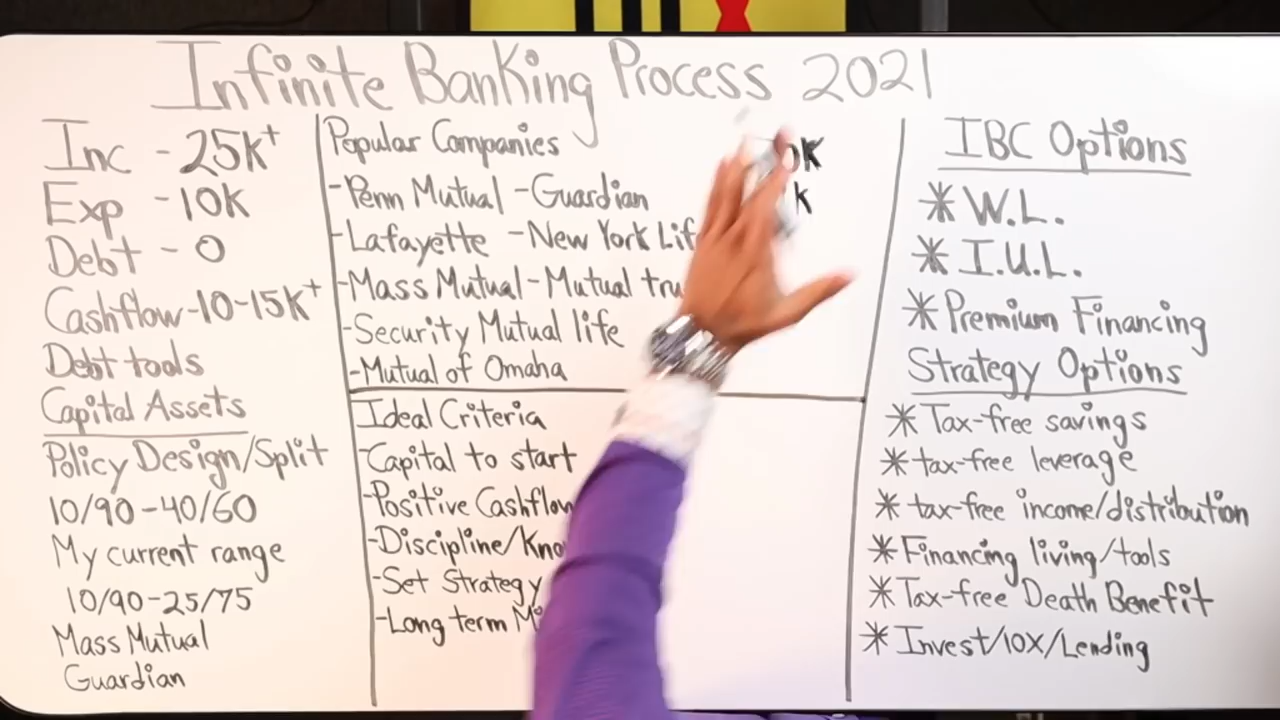 Infinite Banking Process 2021
Inc - 25K+
Exp - 10K
Debt - 0
Cashflow-10-15K+
Debt tools
Capital Assets
Policy Design/Split
10/90-40/60
My current range
10/90-25/75
Mass Mutual
Guardian
Popular Companies
-Penn Mutual -Guardian
-Lafayette -New York Lif
-Mass Mutual-Mutual tru
-Security Mutual life
-Mutual of Omaha
K
K
Ideal Criteria
-Capital to start
-Positive Cashflow
-Discipline/Kno
-Set Strategy
-Long term
IBC Options
* W.L.
* I.U.L.
* Premium Financing
Strategy Options
* Tax-free savings
* tax-free leverage
* tax-free income/distribution
* Financing living/tools
* Tax-free Death Benefit
* Invest/10X/Lending